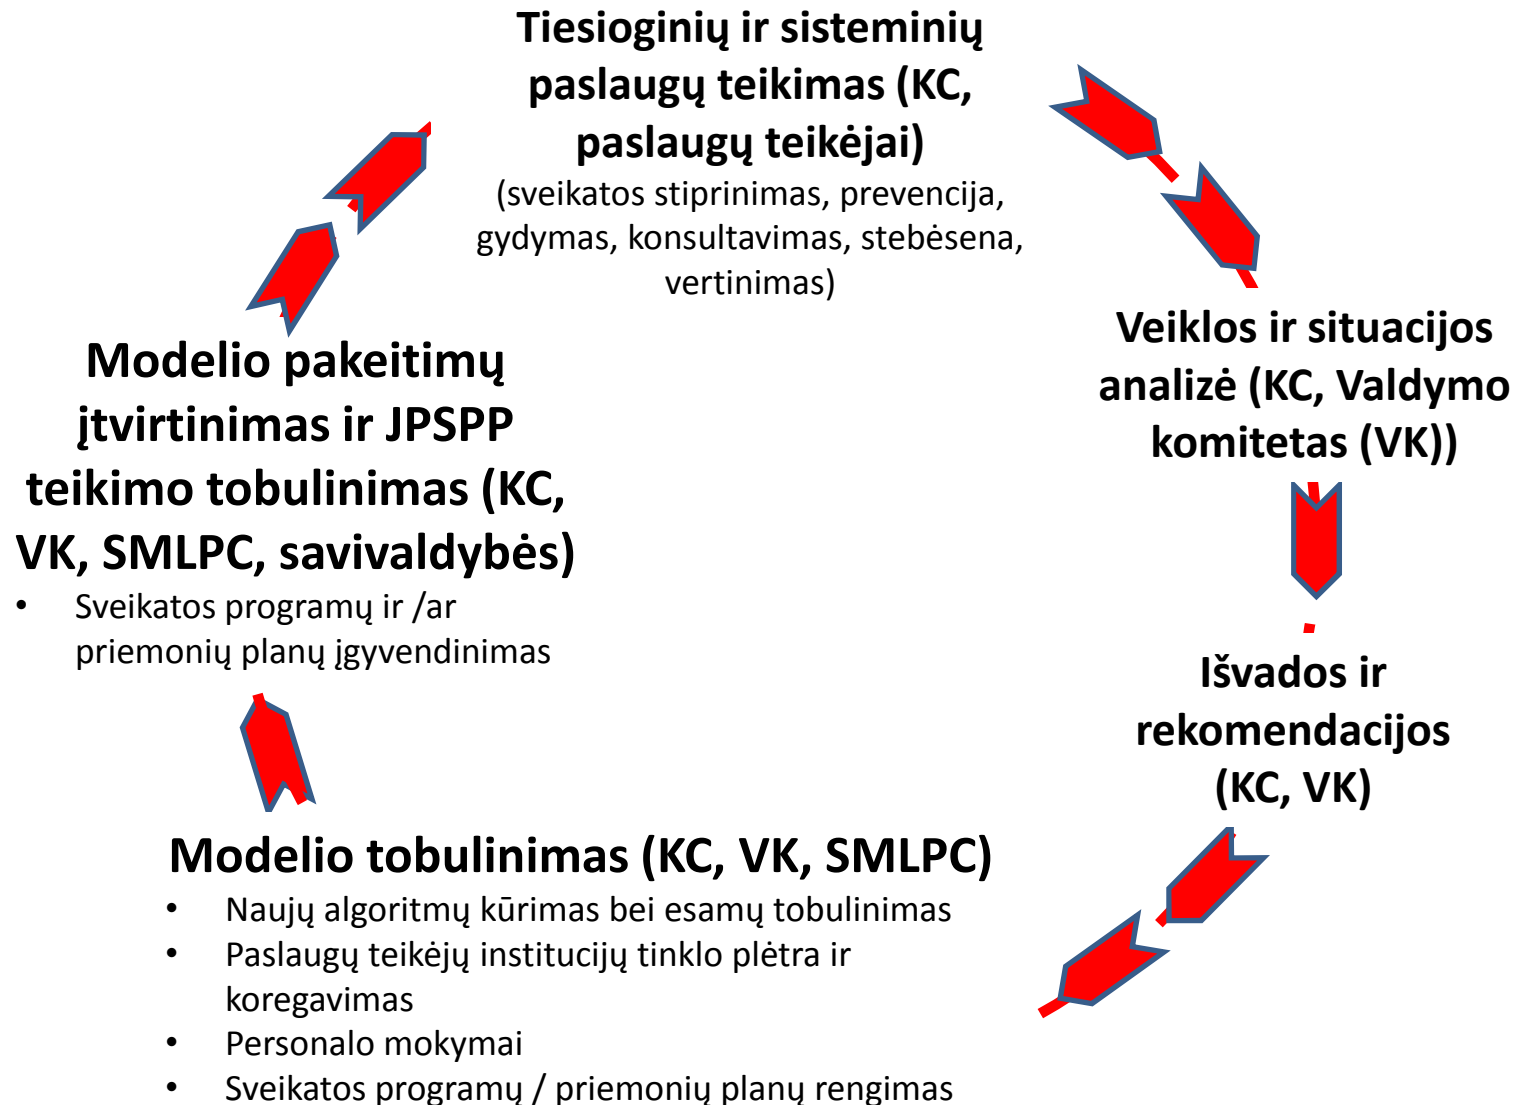 Tiesioginių ir sisteminių
paslaugų teikimas (KC,
paslaugų teikėjai)
(sveikatos stiprinimas, prevencija,
gydymas, konsultavimas, stebėsena,
vertinimas)
Veiklos ir situacijos
analizė (KC, Valdymo
komitetas (VK))
Išvados ir
rekomendacijos
(KC, VK)
Modelio tobulinimas (KC, VK, SMLPC)
• Naujų algoritmų kūrimas bei esamų tobulinimas
• Paslaugų teikėjų institucijų tinklo plėtra ir
koregavimas
• Personalo mokymai
• Sveikatos programų / priemonių planų rengimas
Modelio pakeitimų
įtvirtinimas ir JPSPP
teikimo tobulinimas (KC,
VK, SMLPC, savivaldybės)
• Sveikatos programų ir /ar
priemonių planų įgyvendinimas